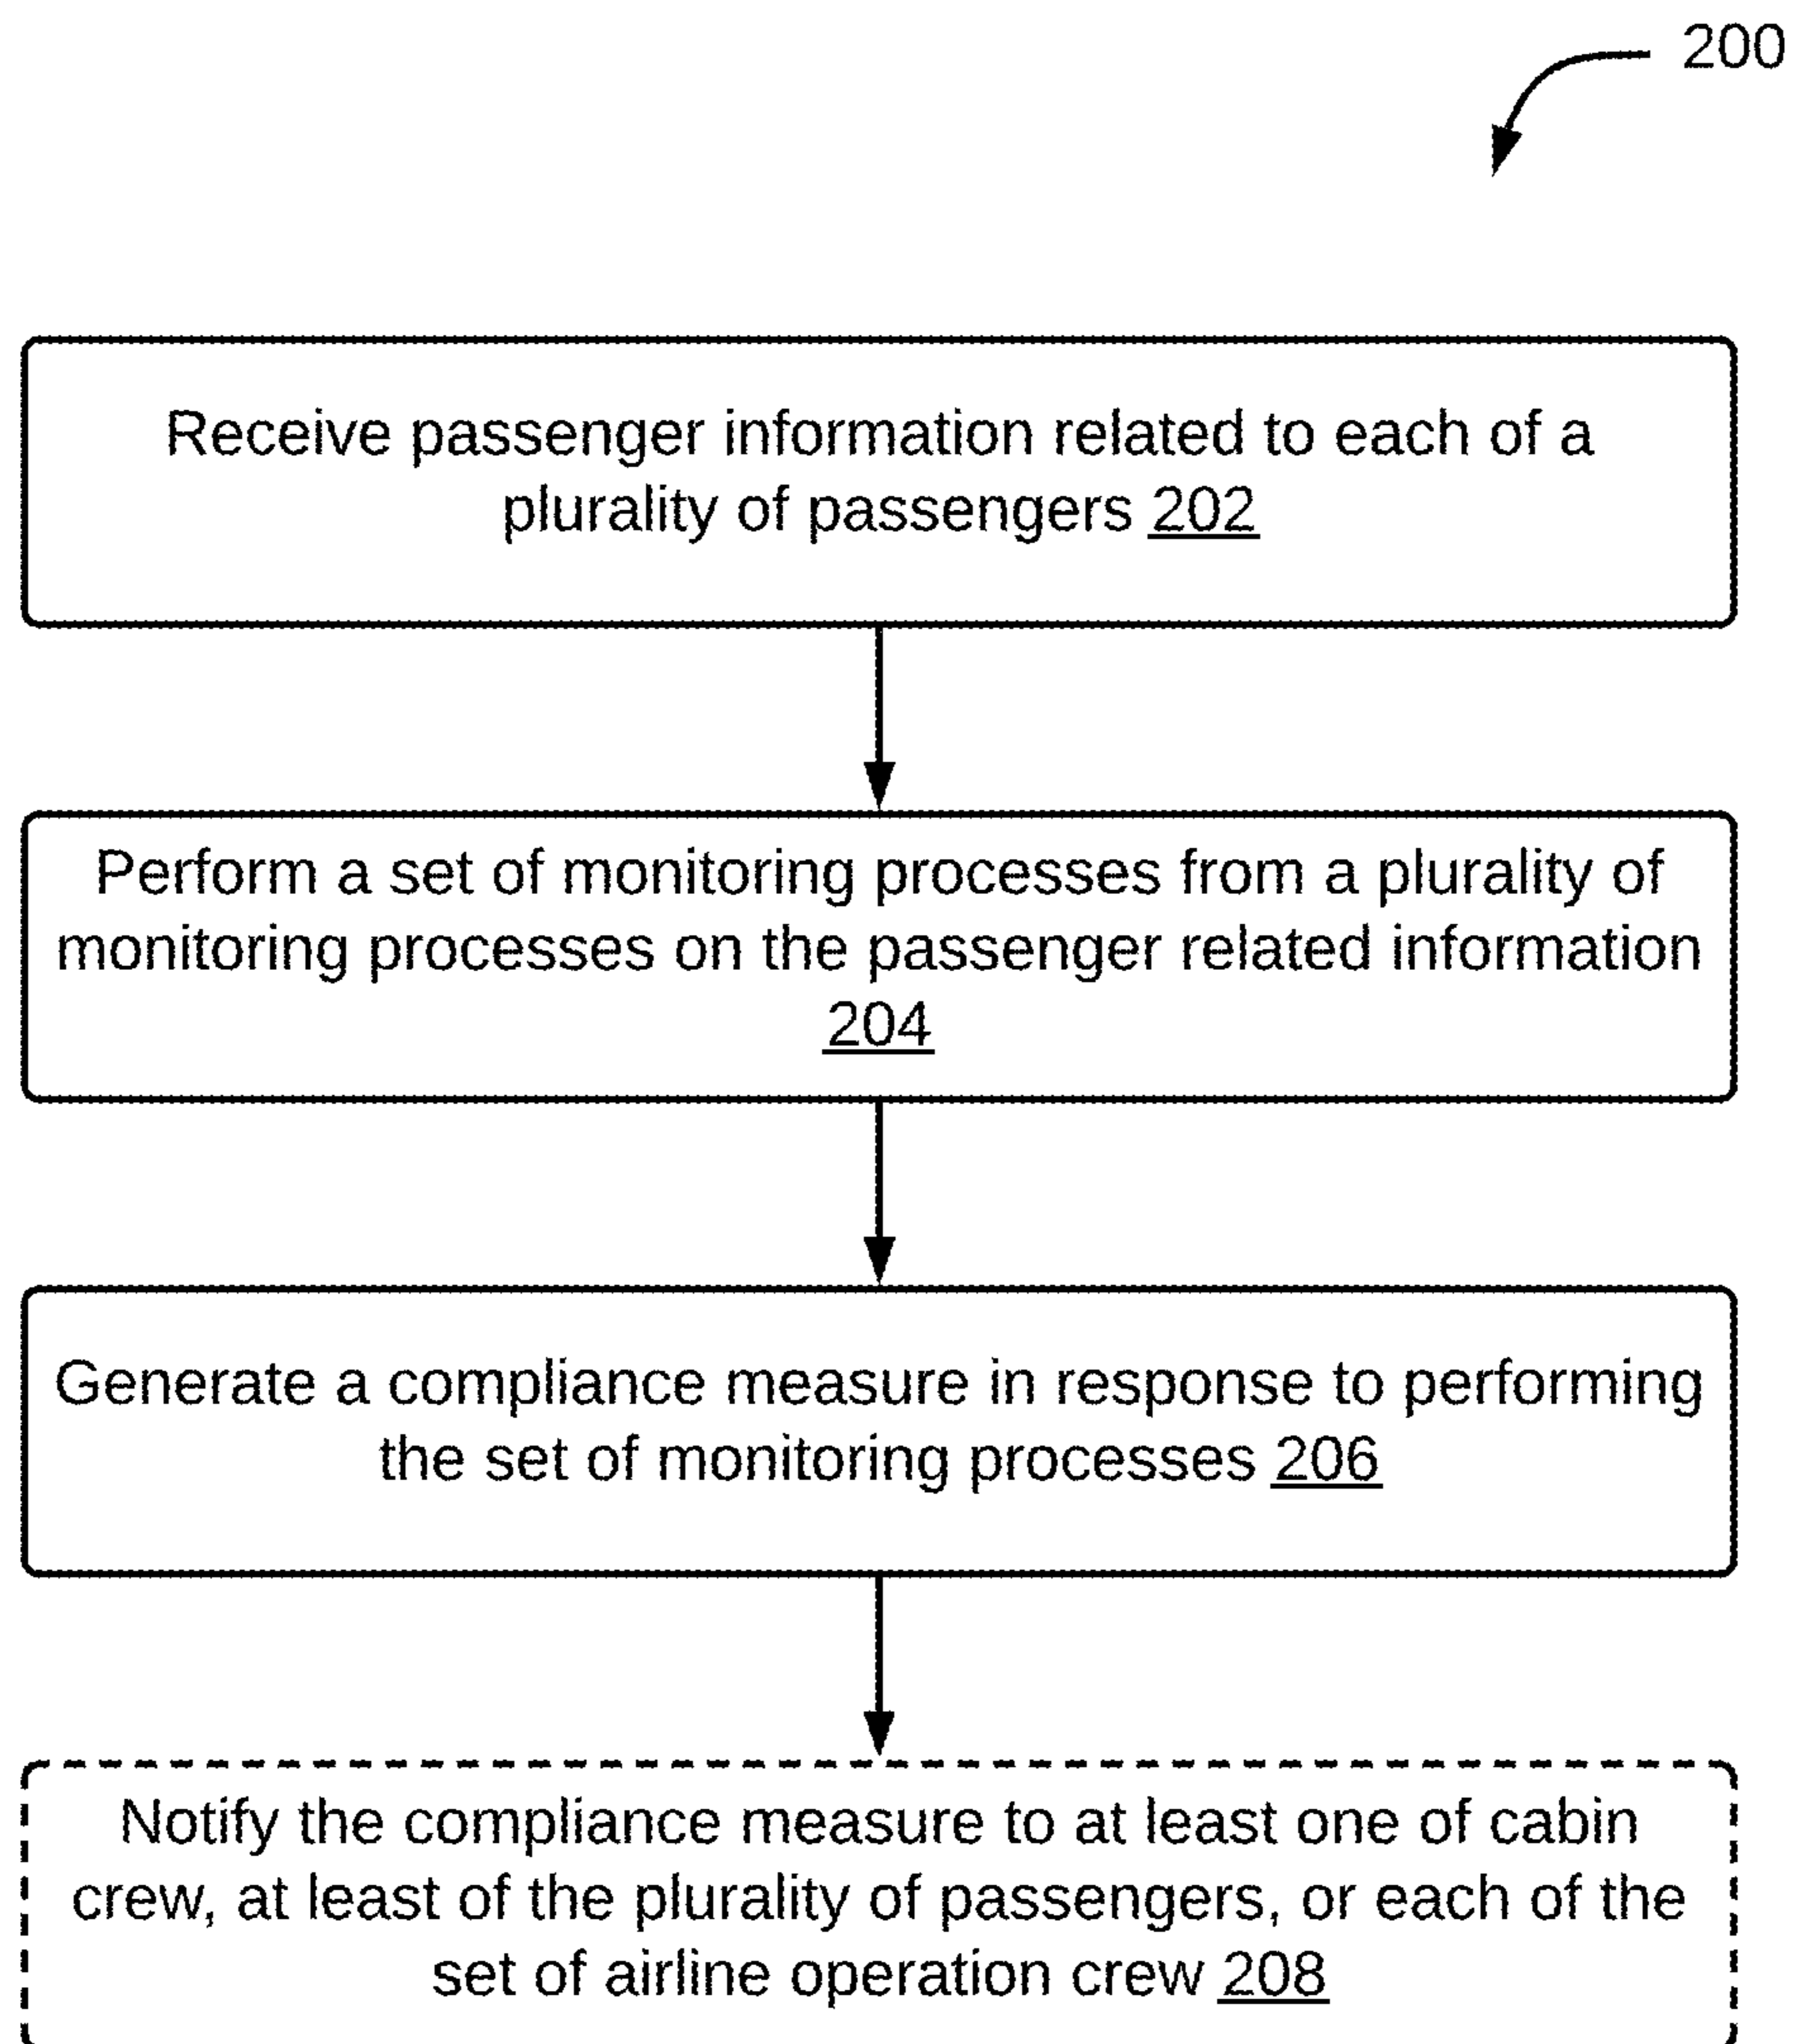 200
Receive passenger information related to each of a
plurality of passengers 202
Perform a set of monitoring processes from a plurality of
monitoring processes on the passenger related information
204
Generate a compliance measure in response to performing
the set of monitoring processes 206
Notify the compliance measure to at least one of cabin
crew, at least of the plurality of passengers, or each of the
set of airline operation crew 208